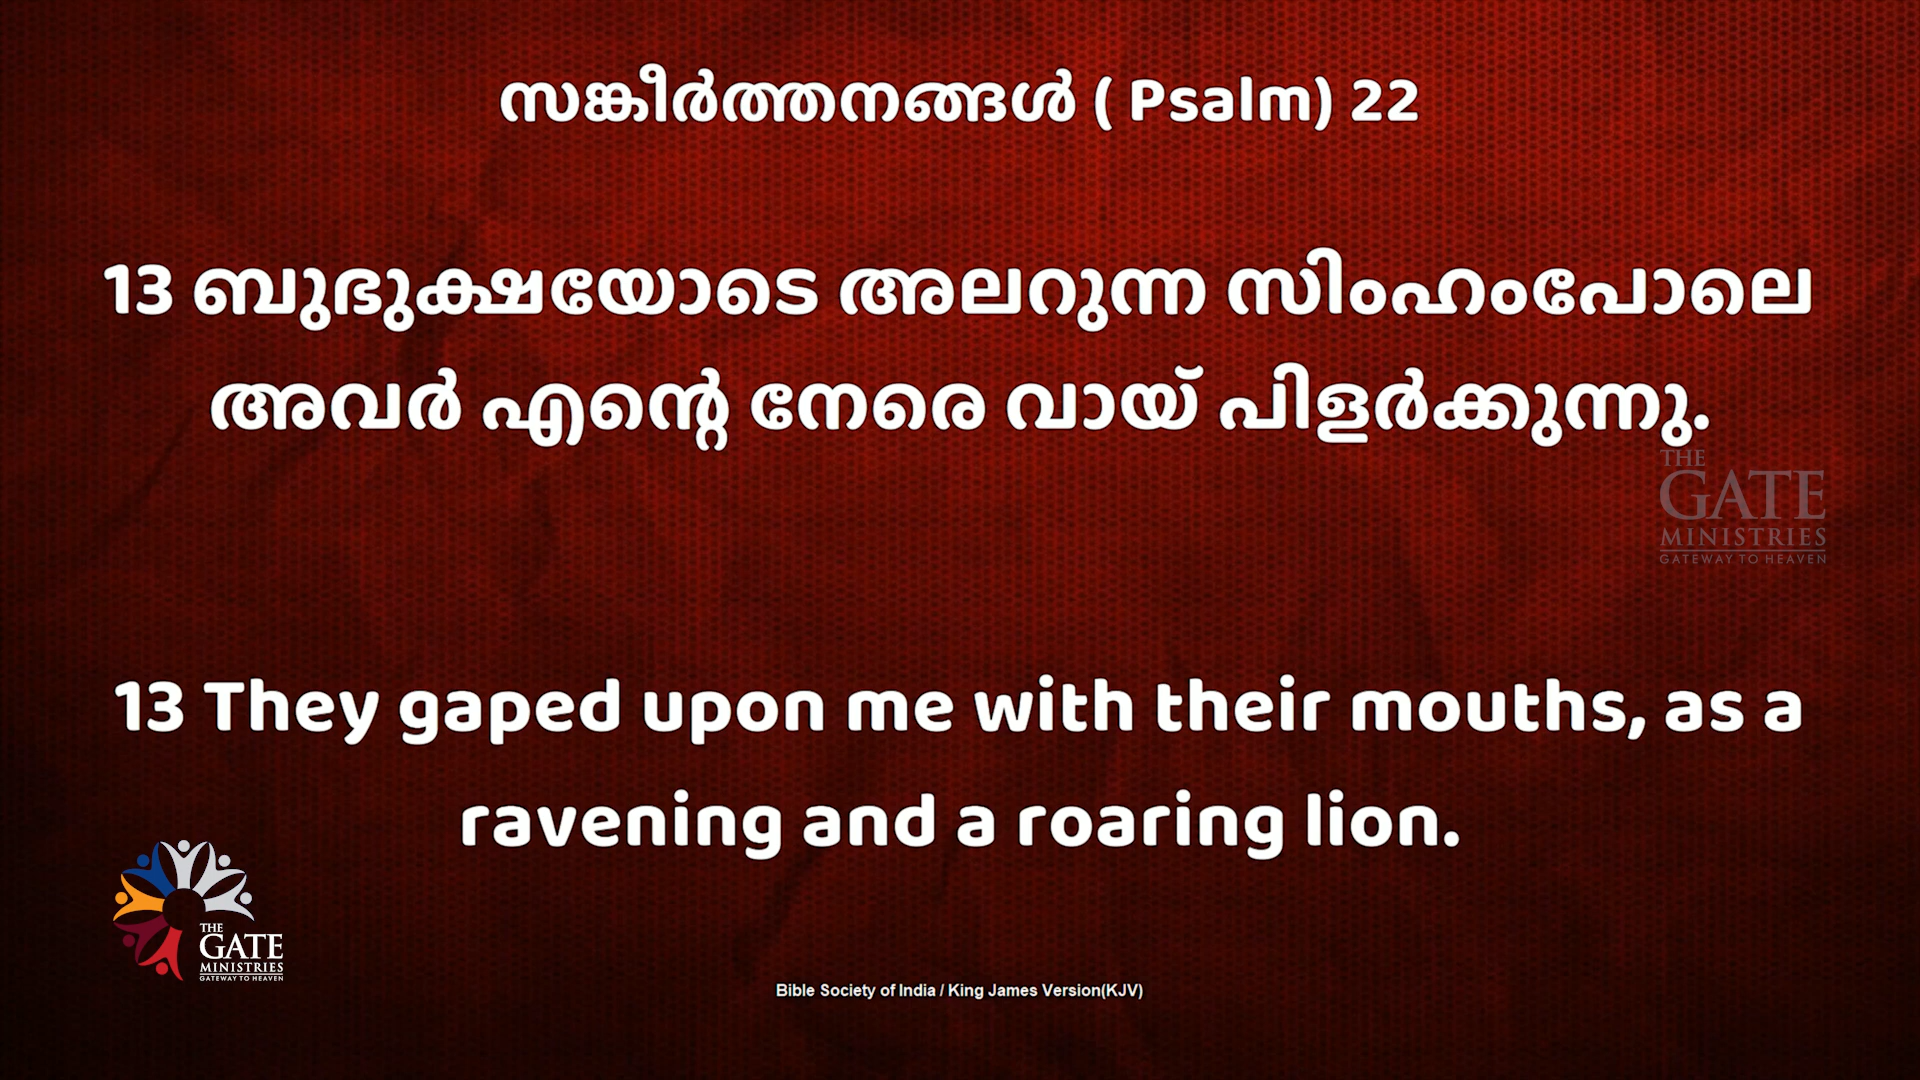 സങ്കീർത്തനങ്ങൾ ( Psalm) 22
13 ബുഭുക്ഷയോടെ അലറുന്ന സിംഹംപോലെ
അവർ എന്റെ നേരെ വായ് പിളർക്കുന്നു.
THE
GATE
MINISTRIES
GATEWAY TO HEAVEN
13 They gaped upon me with their mouths, as a
ravening and a roaring lion.
THE
GATE
MINISTRIES
GATEWAY TO HEAVEN
Bible Society of India / King James Version(KJV)